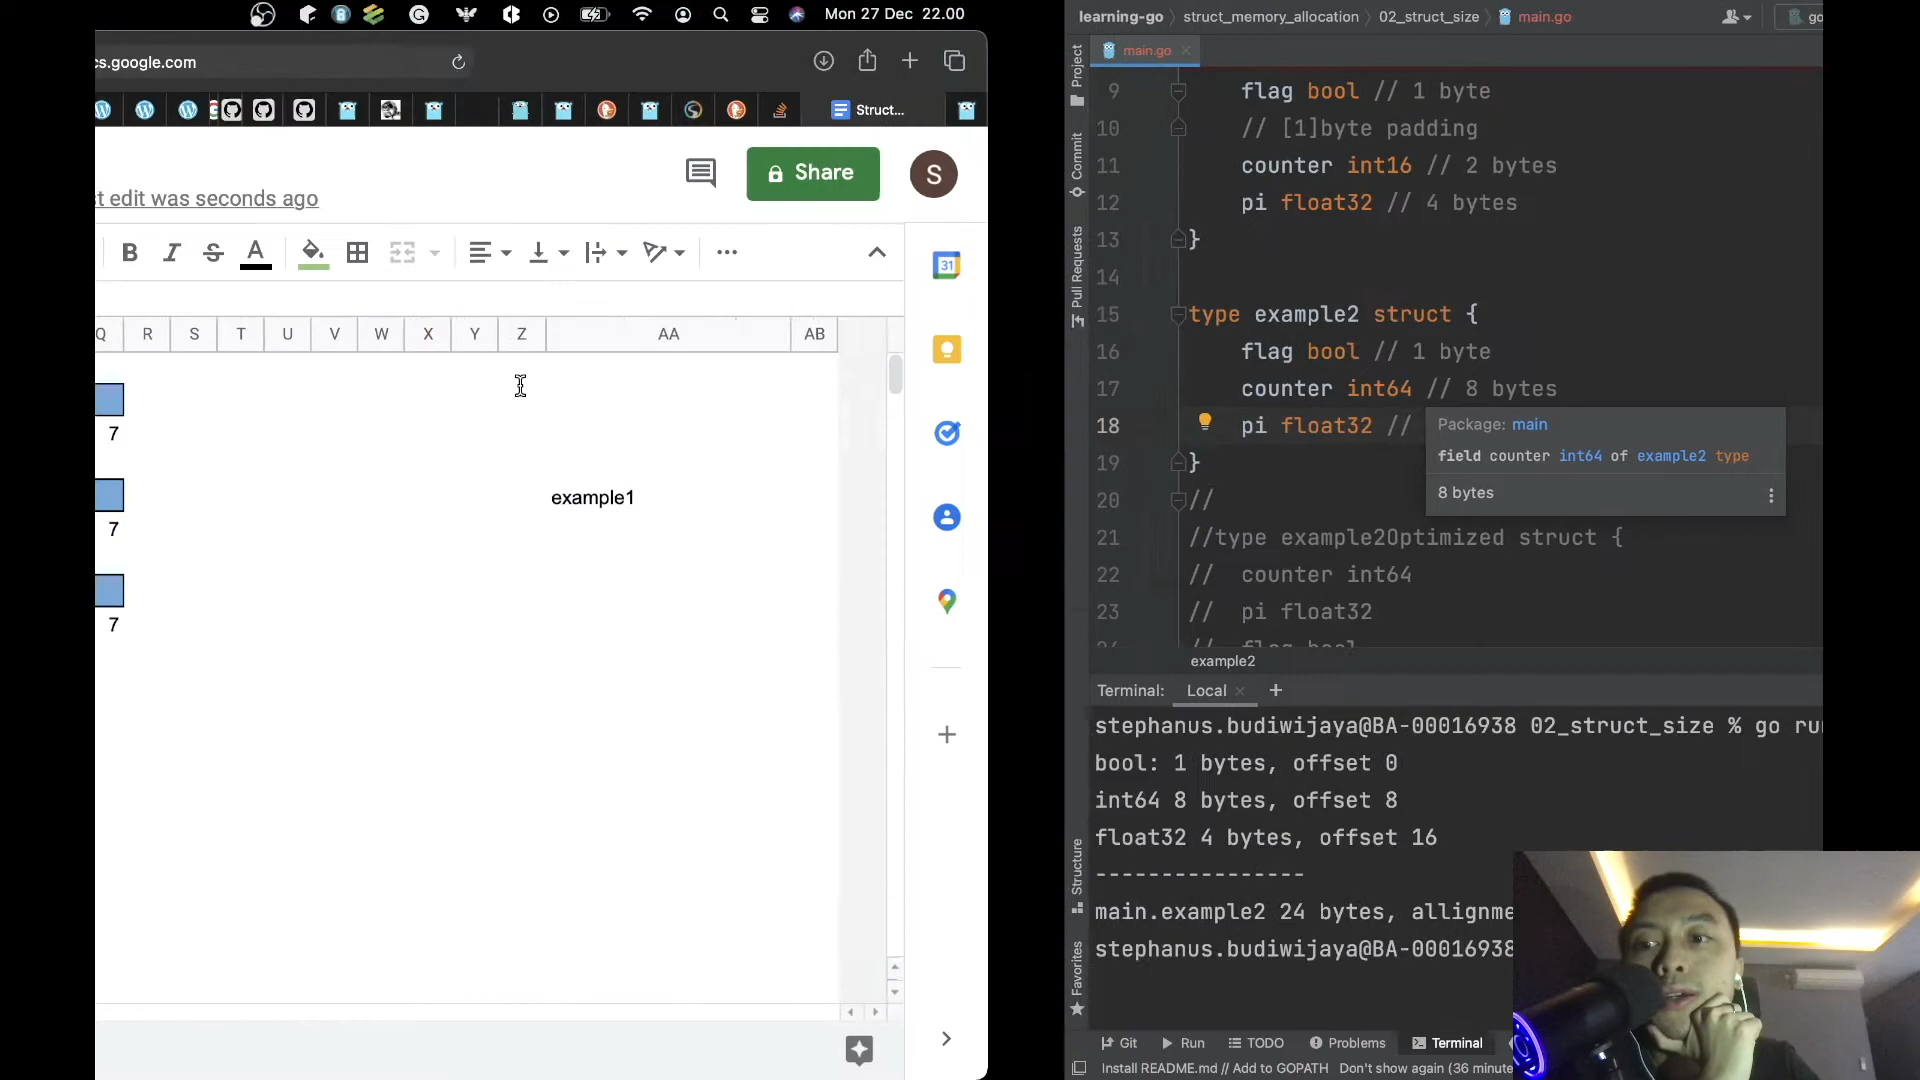 Mon 27 Dec 22.00
cs.google.com
Struct...
Share
S
st edit was seconds ago
B I S A
31
Q R S T U V W X Y Z AA AB
7
example1
7
7
learning-go struct_memory_allocation 02_struct_size main.go
go
main.go
Project
Commit
Pull Requests
Structure
Favorites
9 flag bool // 1 byte
10 // [1]byte padding
11 counter int16 // 2 bytes
12 pi float32 // 4 bytes
13 }
14
15 type example2 struct {
16 flag bool // 1 byte
17 counter int64 // 8 bytes
18 pi float32 //
19 }
20 //
21 //type example2Optimized struct {
22 // counter int64
23 // pi float32
// flag bool
Package: main
field counter int64 of example2 type
8 bytes
example2
Terminal: Local
stephanus.budiwijaya@BA-00016938 02_struct_size % go run
bool: 1 bytes, offset 0
int64 8 bytes, offset 8
float32 4 bytes, offset 16
----------------
main.example2 24 bytes, allignme
stephanus.budiwijaya@BA-00016938
Git Run TODO Problems Terminal
Install README.md // Add to GOPATH Don't show again (36 minute